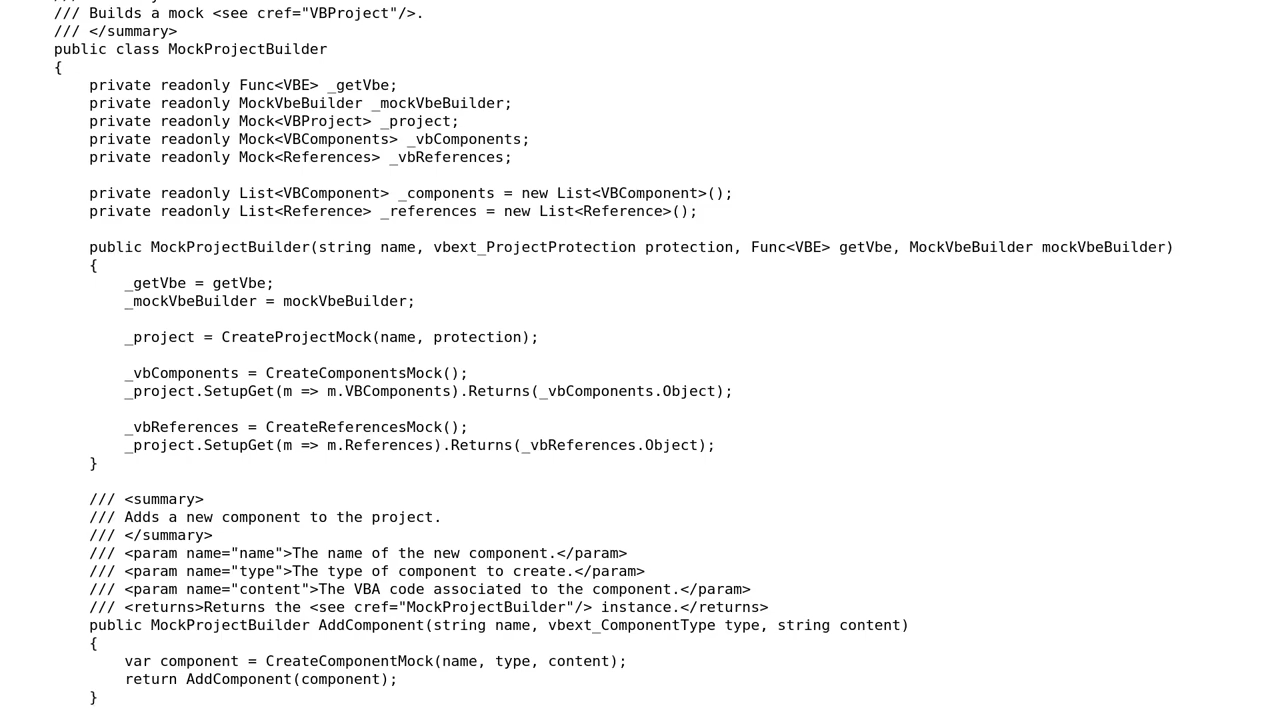 /// Builds a mock <see cref="VBProject"/>.
/// </summary>
public class MockProjectBuilder
{
    private readonly Func<VBE> _getVbe;
    private readonly MockVbeBuilder _mockVbeBuilder;
    private readonly Mock<VBProject> _project;
    private readonly Mock<VBComponents> _vbComponents;
    private readonly Mock<References> _vbReferences;

    private readonly List<VBComponent> _components = new List<VBComponent>();
    private readonly List<Reference> _references = new List<Reference>();

    public MockProjectBuilder(string name, vbext_ProjectProtection protection, Func<VBE> getVbe, MockVbeBuilder mockVbeBuilder)
    {
        _getVbe = getVbe;
        _mockVbeBuilder = mockVbeBuilder;

        _project = CreateProjectMock(name, protection);

        _vbComponents = CreateComponentsMock();
        _project.SetupGet(m => m.VBComponents).Returns(_vbComponents.Object);

        _vbReferences = CreateReferencesMock();
        _project.SetupGet(m => m.References).Returns(_vbReferences.Object);
    }

    /// <summary>
    /// Adds a new component to the project.
    /// </summary>
    /// <param name="name">The name of the new component.</param>
    /// <param name="type">The type of component to create.</param>
    /// <param name="content">The VBA code associated to the component.</param>
    /// <returns>Returns the <see cref="MockProjectBuilder"/> instance.</returns>
    public MockProjectBuilder AddComponent(string name, vbext_ComponentType type, string content)
    {
        var component = CreateComponentMock(name, type, content);
        return AddComponent(component);
    }